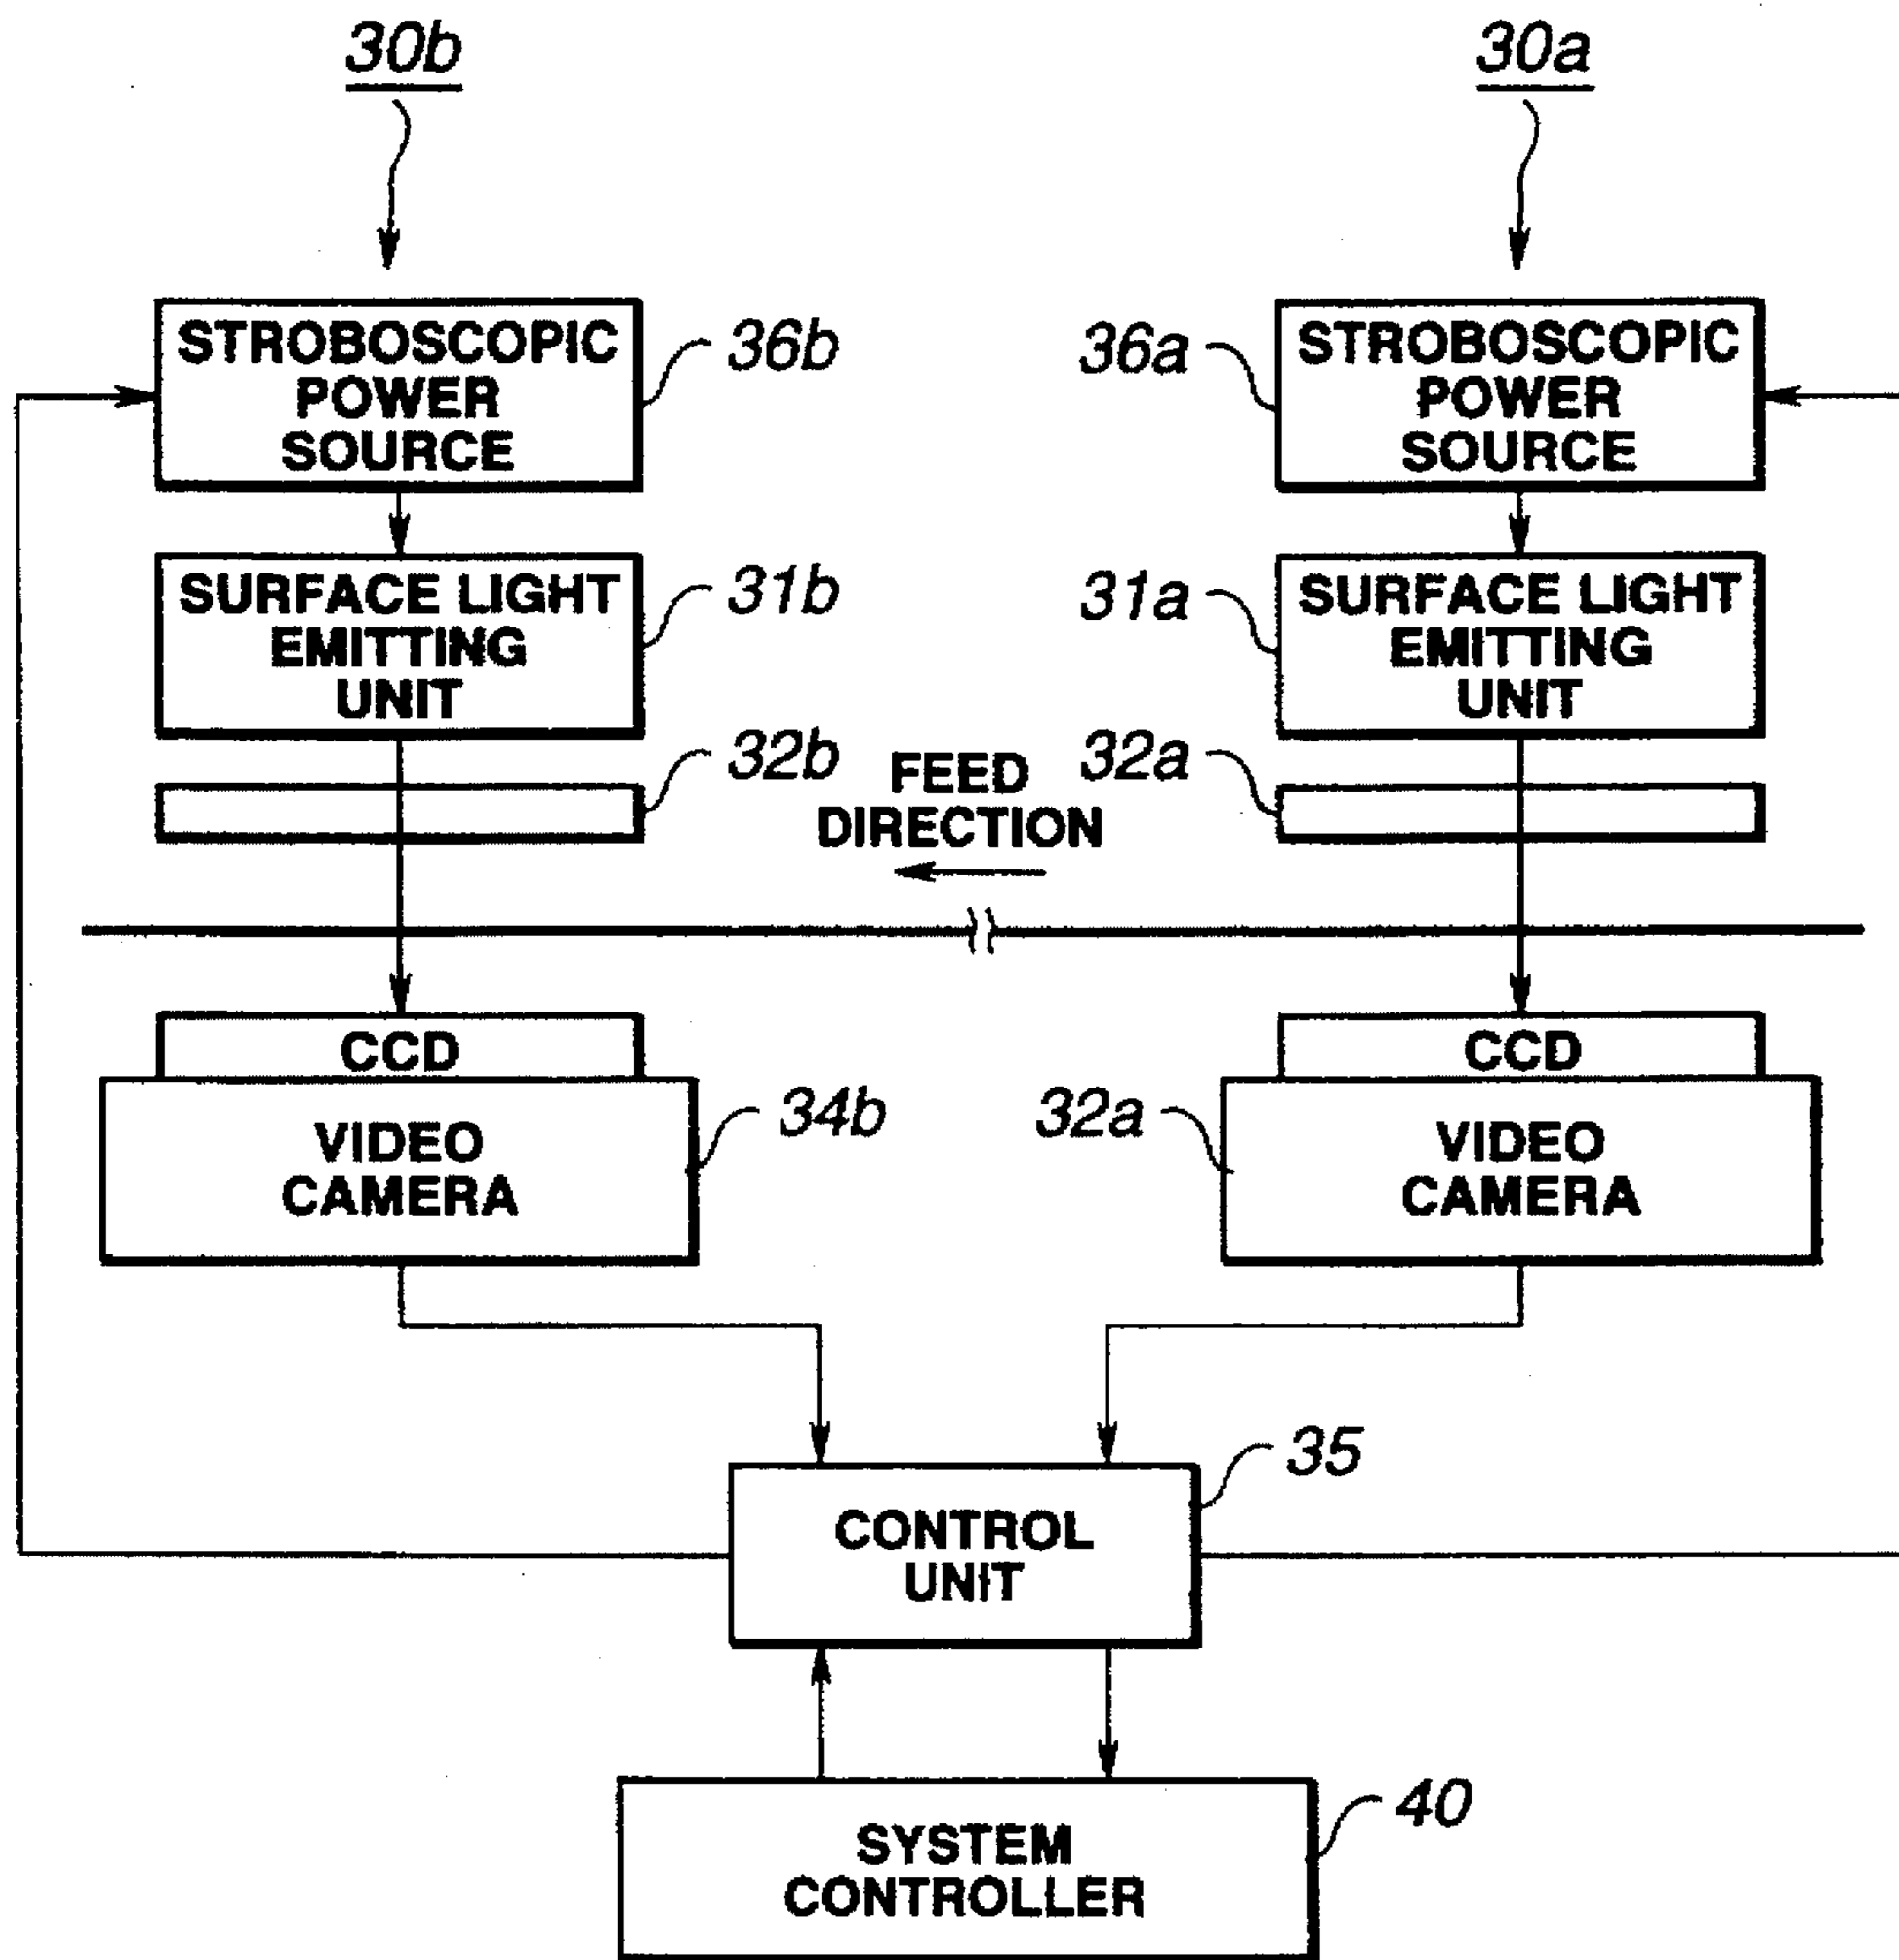 30b
30a
STROBOSCOPIC
POWER
SOURCE
36b
36a
STROBOSCOPIC
POWER
SOURCE
SURFACE LIGHT
EMITTING
UNIT
31b
31a
SURFACE LIGHT
EMITTING
UNIT
32b
FEED
DIRECTION
32a
CCD
CCD
VIDEO
CAMERA
34b
32a
VIDEO
CAMERA
35
CONTROL
UNIT
40
SYSTEM
CONTROLLER